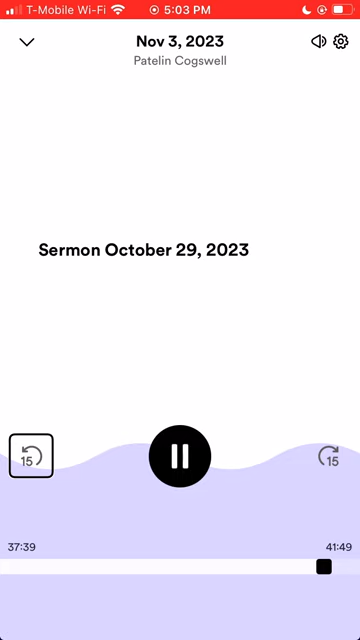 T-Mobile Wi-Fi 5:03 PM
Nov 3, 2023
Patelin Cogswell
Sermon October 29, 2023
15 15
37:39 41:49